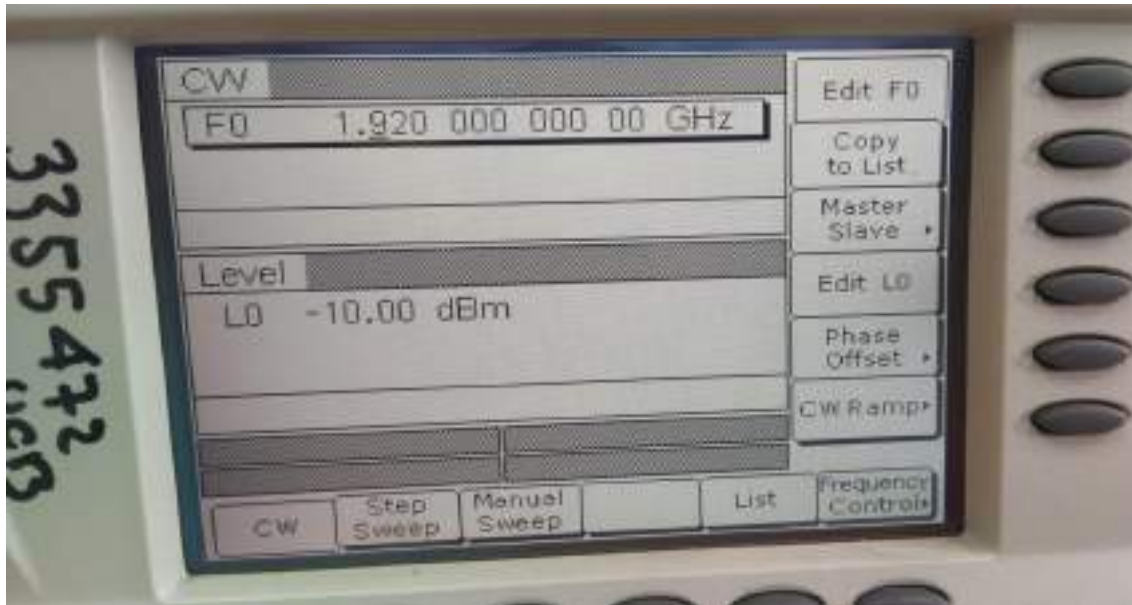 CW
F0 1.920 000 000 00 GHz
Level
L0 -10.00 dBm
Edit F0
Copy
to List
Master
Slave
Edit L0
Phase
Offset
CW Ramp
CW
Step
Sweep
Manual
Sweep
List
Frequency
Control
3355472